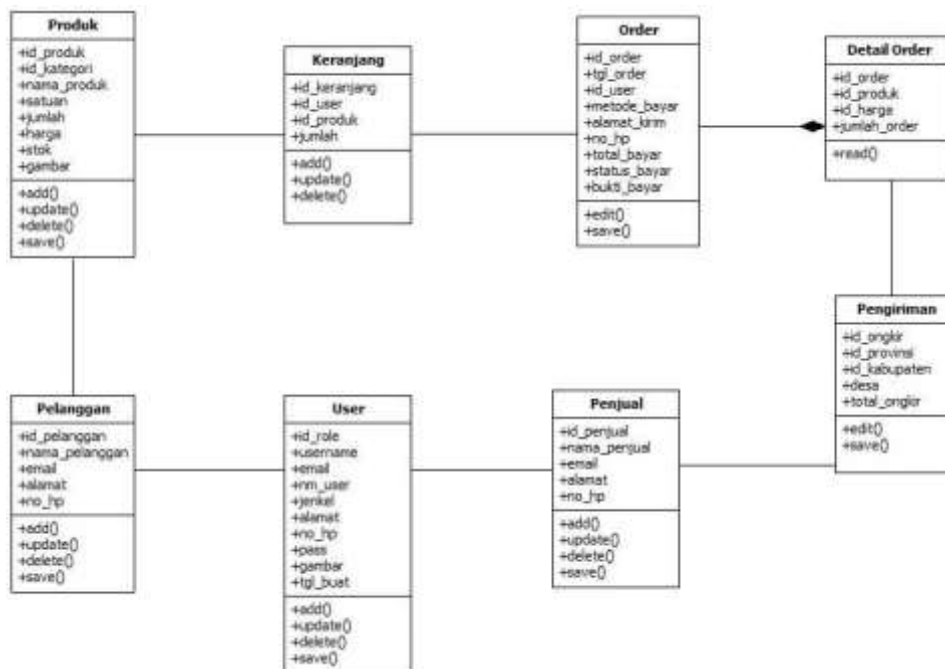 Produk
+id_produk
+id_kategori
+nama_produk
+satuan
+jumlah
+harga
+stok
+gambar
+add()
+update()
+delete()
+save()
Keranjang
+id_keranjang
+id_user
+id_produk
+jumlah
+add()
+update()
+delete()
Order
+id_order
+tgl_order
+id_user
+metode_bayar
+alamat_kirim
+no_hp
+total_bayar
+status_bayar
+bukti_bayar
+edit()
+save()
Detail Order
+id_order
+id_produk
+id_harga
+jumlah_order
+read()
Pengiriman
+id_ongkir
+id_provinsi
+id_kabupaten
+desa
+total_ongkir
+edit()
+save()
Pelanggan
+id_pelanggan
+nama_pelanggan
+email
+alamat
+no_hp
+add()
+update()
+delete()
+save()
User
+id_role
+username
+email
+nm_user
+jenkel
+alamat
+no_hp
+pass
+gambar
+tgl_buat
+add()
+update()
+delete()
+save()
Penjual
+id_penjual
+nama_penjual
+email
+alamat
+no_hp
+add()
+update()
+delete()
+save()